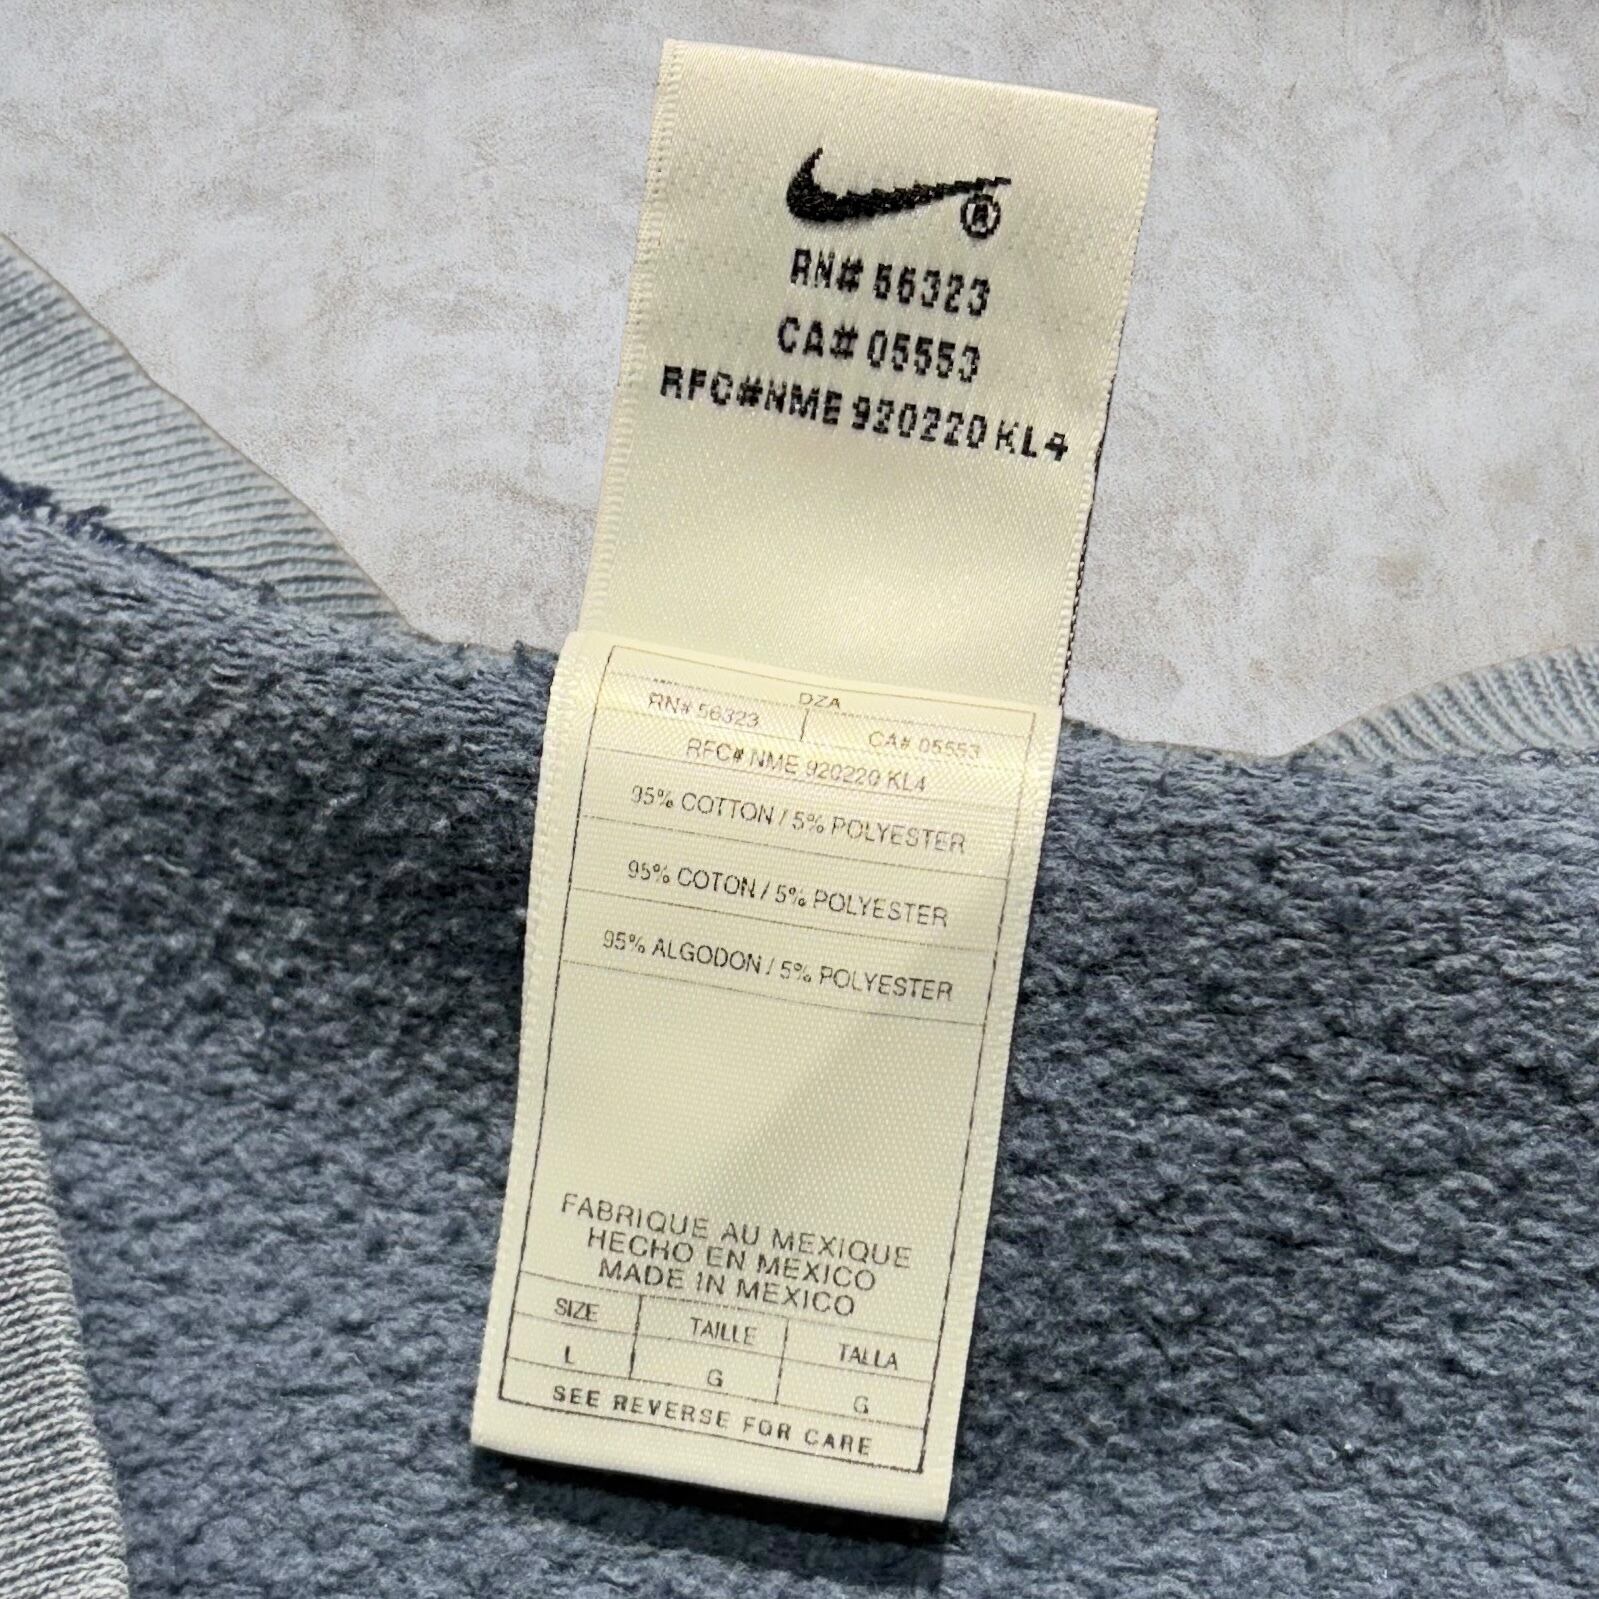 ®
RN# 56323
CA# 05553
RFC#NME 920220 KL4
DZA
RN# 56323 CA# 05553
RFC# NME 920220 KL4
95% COTTON / 5% POLYESTER
95% COTON / 5% POLYESTER
95% ALGODON / 5% POLYESTER
FABRIQUE AU MEXIQUE
HECHO EN MEXICO
MADE IN MEXICO
SIZE TAILLE TALLA
L G G
SEE REVERSE FOR CARE